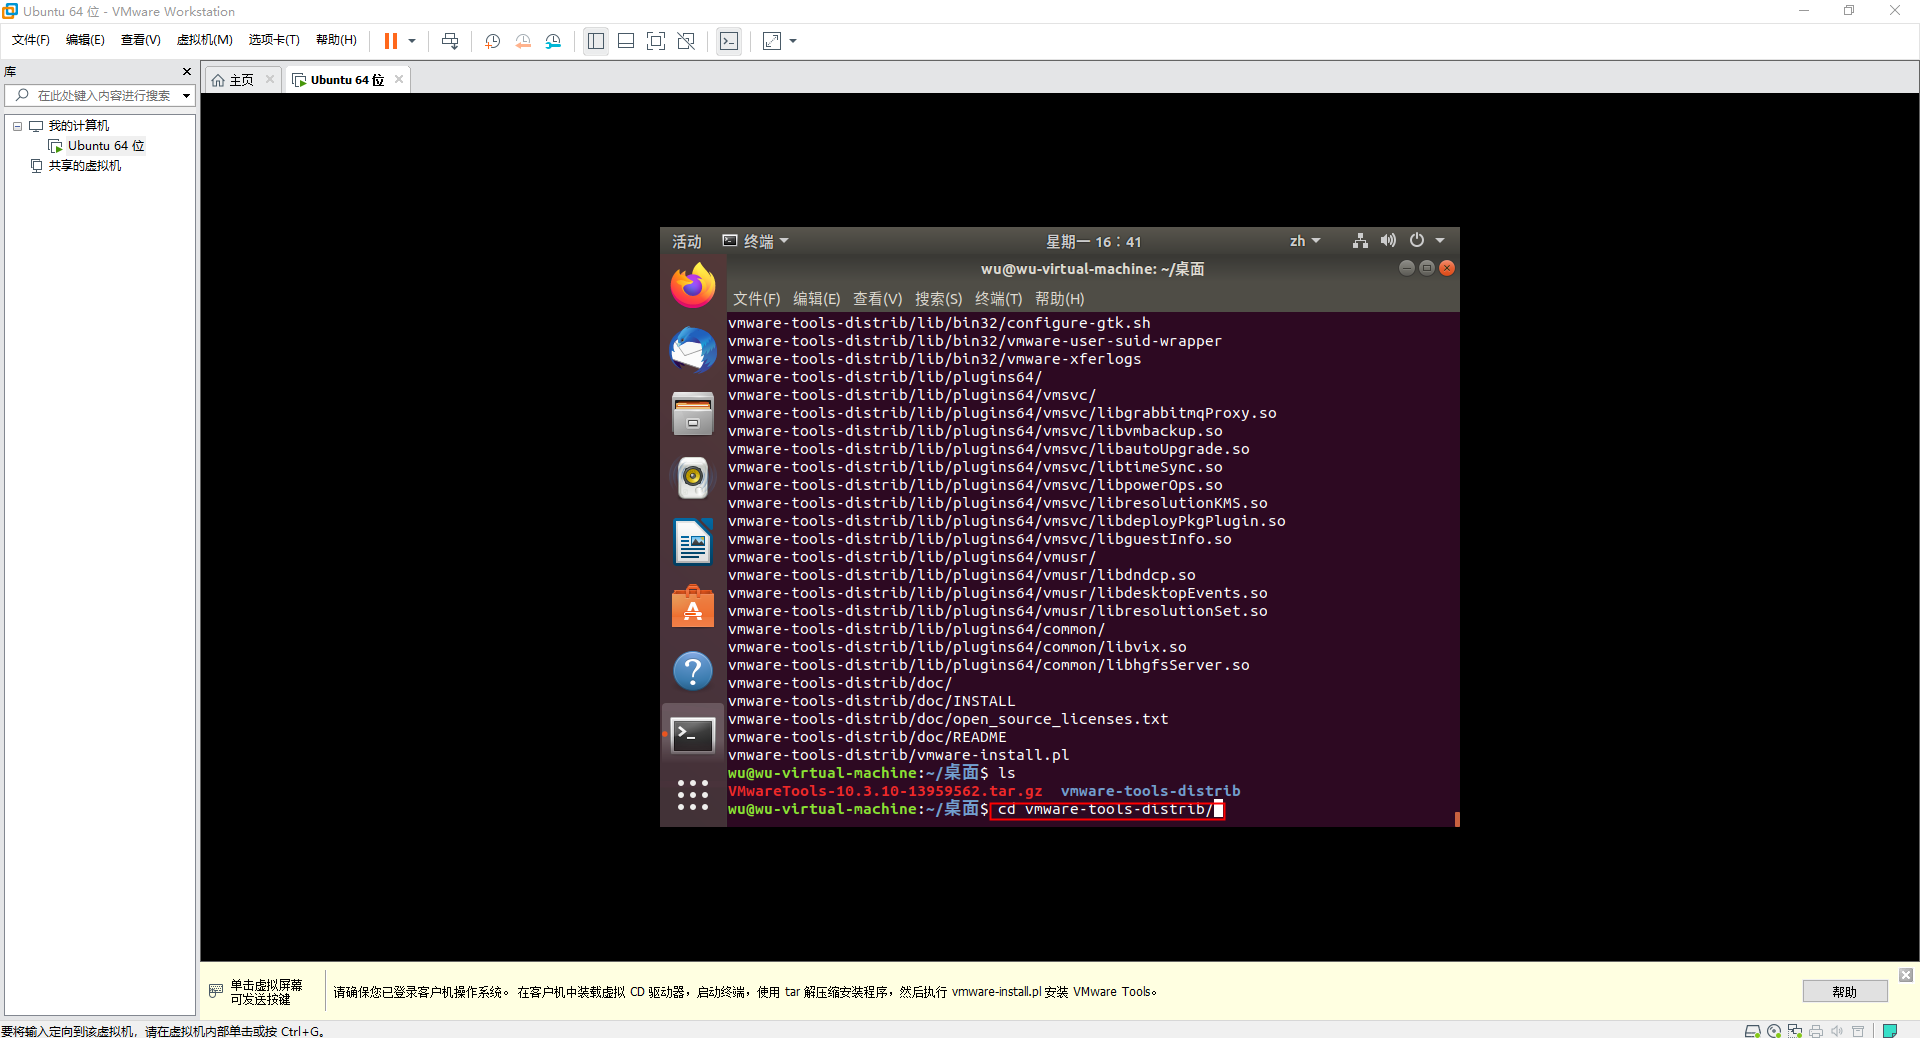 Ubuntu 64 位 - VMware Workstation
文件(F) 编辑(E) 查看(V) 虚拟机(M) 选项卡(T) 帮助(H)
库
主页
Ubuntu 64 位
在此处键入内容进行搜索
我的计算机
Ubuntu 64 位
共享的虚拟机
活动 终端 星期一 16：41 zh
wu@wu-virtual-machine: ~/桌面
文件(F) 编辑(E) 查看(V) 搜索(S) 终端(T) 帮助(H)
vmware-tools-distrib/lib/bin32/configure-gtk.sh
vmware-tools-distrib/lib/bin32/vmware-user-suid-wrapper
vmware-tools-distrib/lib/bin32/vmware-xferlogs
vmware-tools-distrib/lib/plugins64/
vmware-tools-distrib/lib/plugins64/vmsvc/
vmware-tools-distrib/lib/plugins64/vmsvc/libgrabbitmqProxy.so
vmware-tools-distrib/lib/plugins64/vmsvc/libvmbackup.so
vmware-tools-distrib/lib/plugins64/vmsvc/libautoUpgrade.so
vmware-tools-distrib/lib/plugins64/vmsvc/libtimeSync.so
vmware-tools-distrib/lib/plugins64/vmsvc/libpowerOps.so
vmware-tools-distrib/lib/plugins64/vmsvc/libresolutionKMS.so
vmware-tools-distrib/lib/plugins64/vmsvc/libdeployPkgPlugin.so
vmware-tools-distrib/lib/plugins64/vmsvc/libguestInfo.so
vmware-tools-distrib/lib/plugins64/vmusr/
vmware-tools-distrib/lib/plugins64/vmusr/libdndcp.so
vmware-tools-distrib/lib/plugins64/vmusr/libdesktopEvents.so
vmware-tools-distrib/lib/plugins64/vmusr/libresolutionSet.so
vmware-tools-distrib/lib/plugins64/common/
vmware-tools-distrib/lib/plugins64/common/libvix.so
vmware-tools-distrib/lib/plugins64/common/libhgfsServer.so
vmware-tools-distrib/doc/
vmware-tools-distrib/doc/INSTALL
vmware-tools-distrib/doc/open_source_licenses.txt
vmware-tools-distrib/doc/README
vmware-tools-distrib/vmware-install.pl
wu@wu-virtual-machine:~/桌面$ ls
VMwareTools-10.3.10-13959562.tar.gz  vmware-tools-distrib
wu@wu-virtual-machine:~/桌面$ cd vmware-tools-distrib/
单击虚拟屏幕
可发送按键
请确保您已登录客户机操作系统。在客户机中装载虚拟 CD 驱动器，启动终端，使用 tar 解压缩安装程序，然后执行 vmware-install.pl 安装 VMware Tools。
帮助
要将输入定向到该虚拟机，请在虚拟机内部单击或按 Ctrl+G。